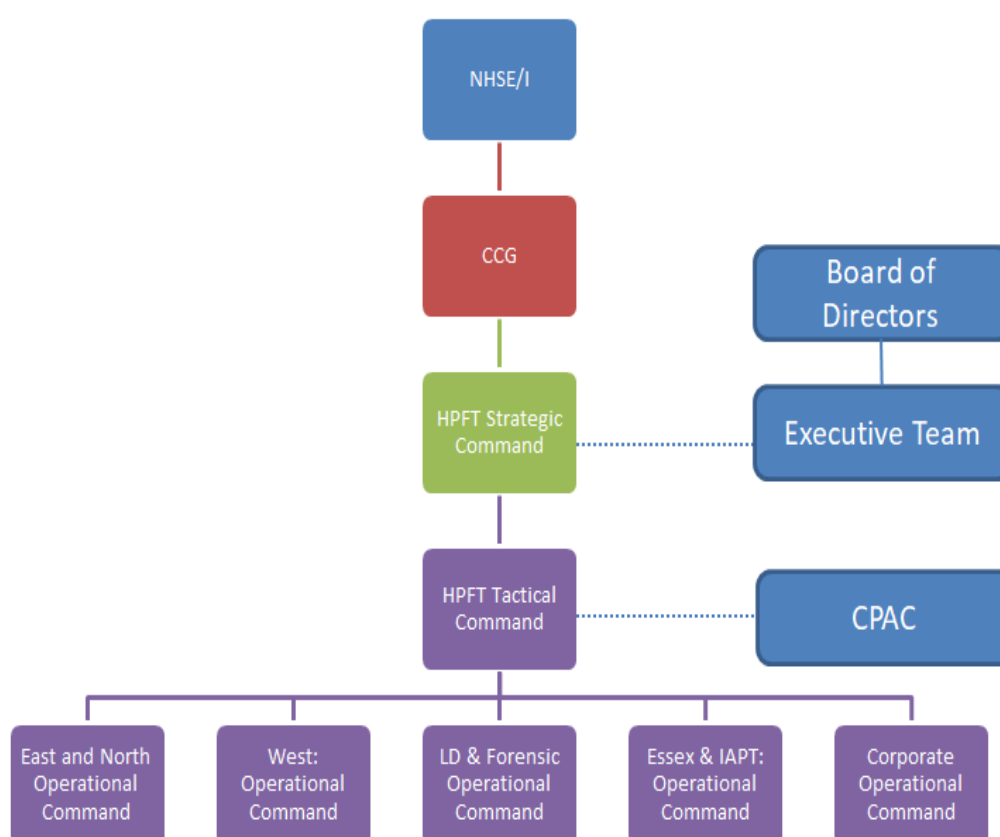 NHSE/I
CCG
Board of
Directors
HPFT Strategic
Command
Executive Team
HPFT Tactical
Command
CPAC
East and North
Operational
Command
West:
Operational
Command
LD & Forensic
Operational
Command
Essex & IAPT:
Operational
Command
Corporate
Operational
Command